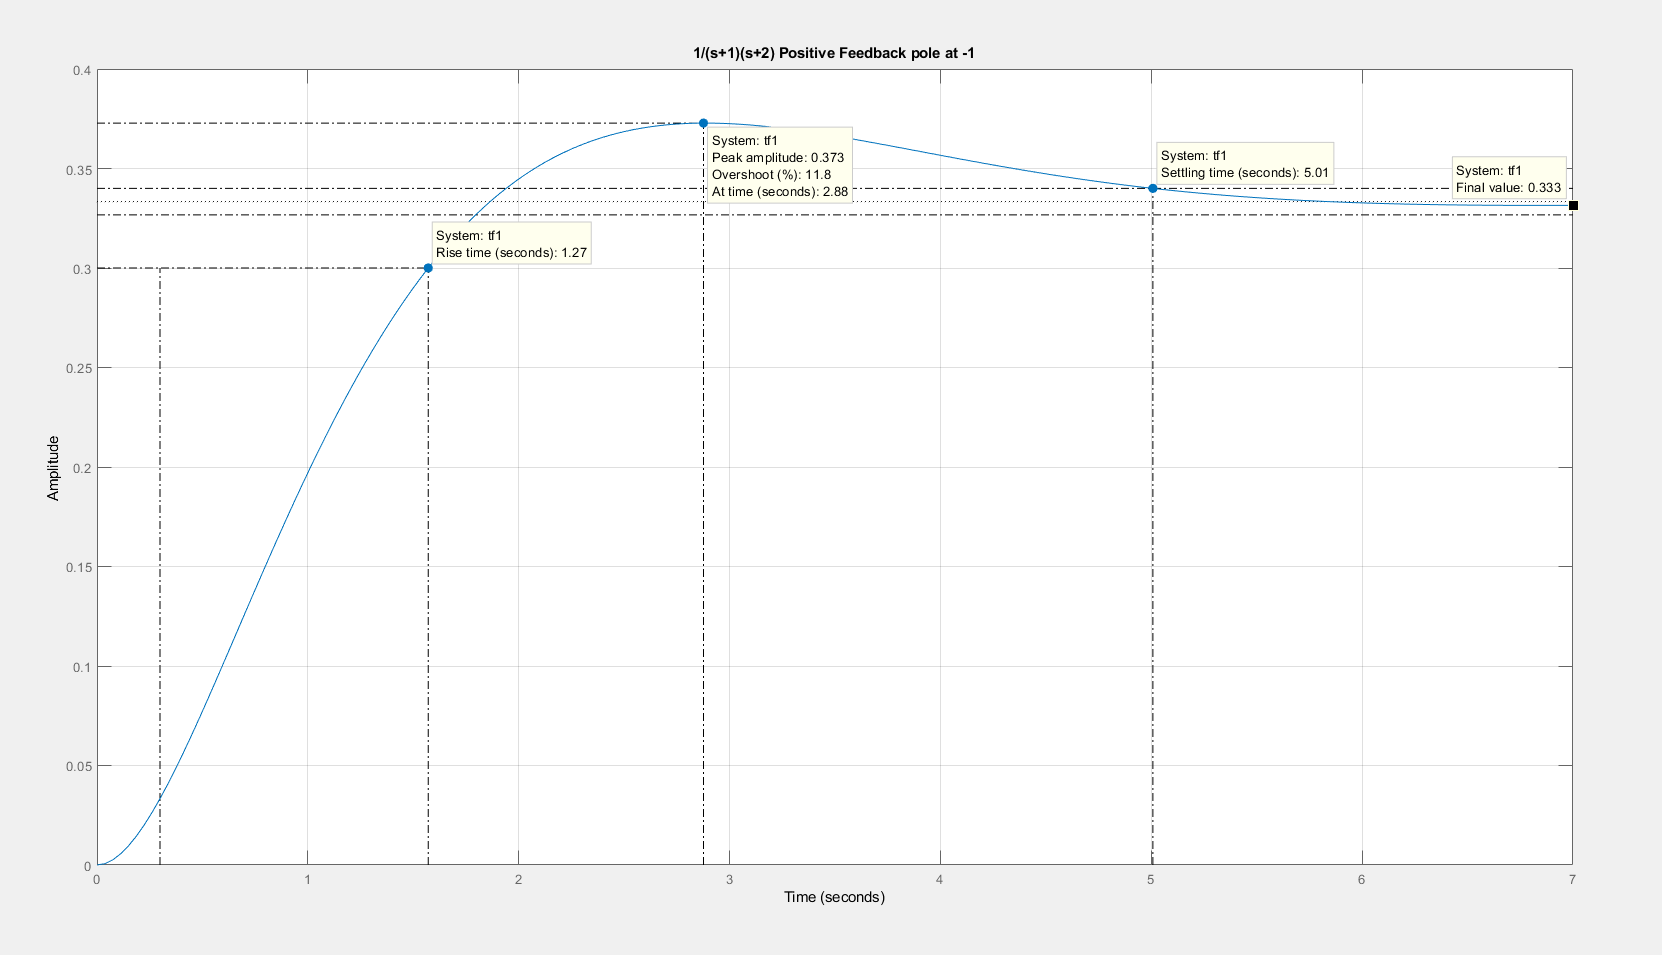 1/(s+1)(s+2) Positive Feedback pole at -1
0.4
0.35
0.3
0.25
0.2
0.15
0.1
0.05
0
Amplitude
System: tf1
Peak amplitude: 0.373
Overshoot (%): 11.8
At time (seconds): 2.88
System: tf1
Settling time (seconds): 5.01
System: tf1
Final value: 0.333
System: tf1
Rise time (seconds): 1.27
0 1 2 3 4 5 6 7
Time (seconds)